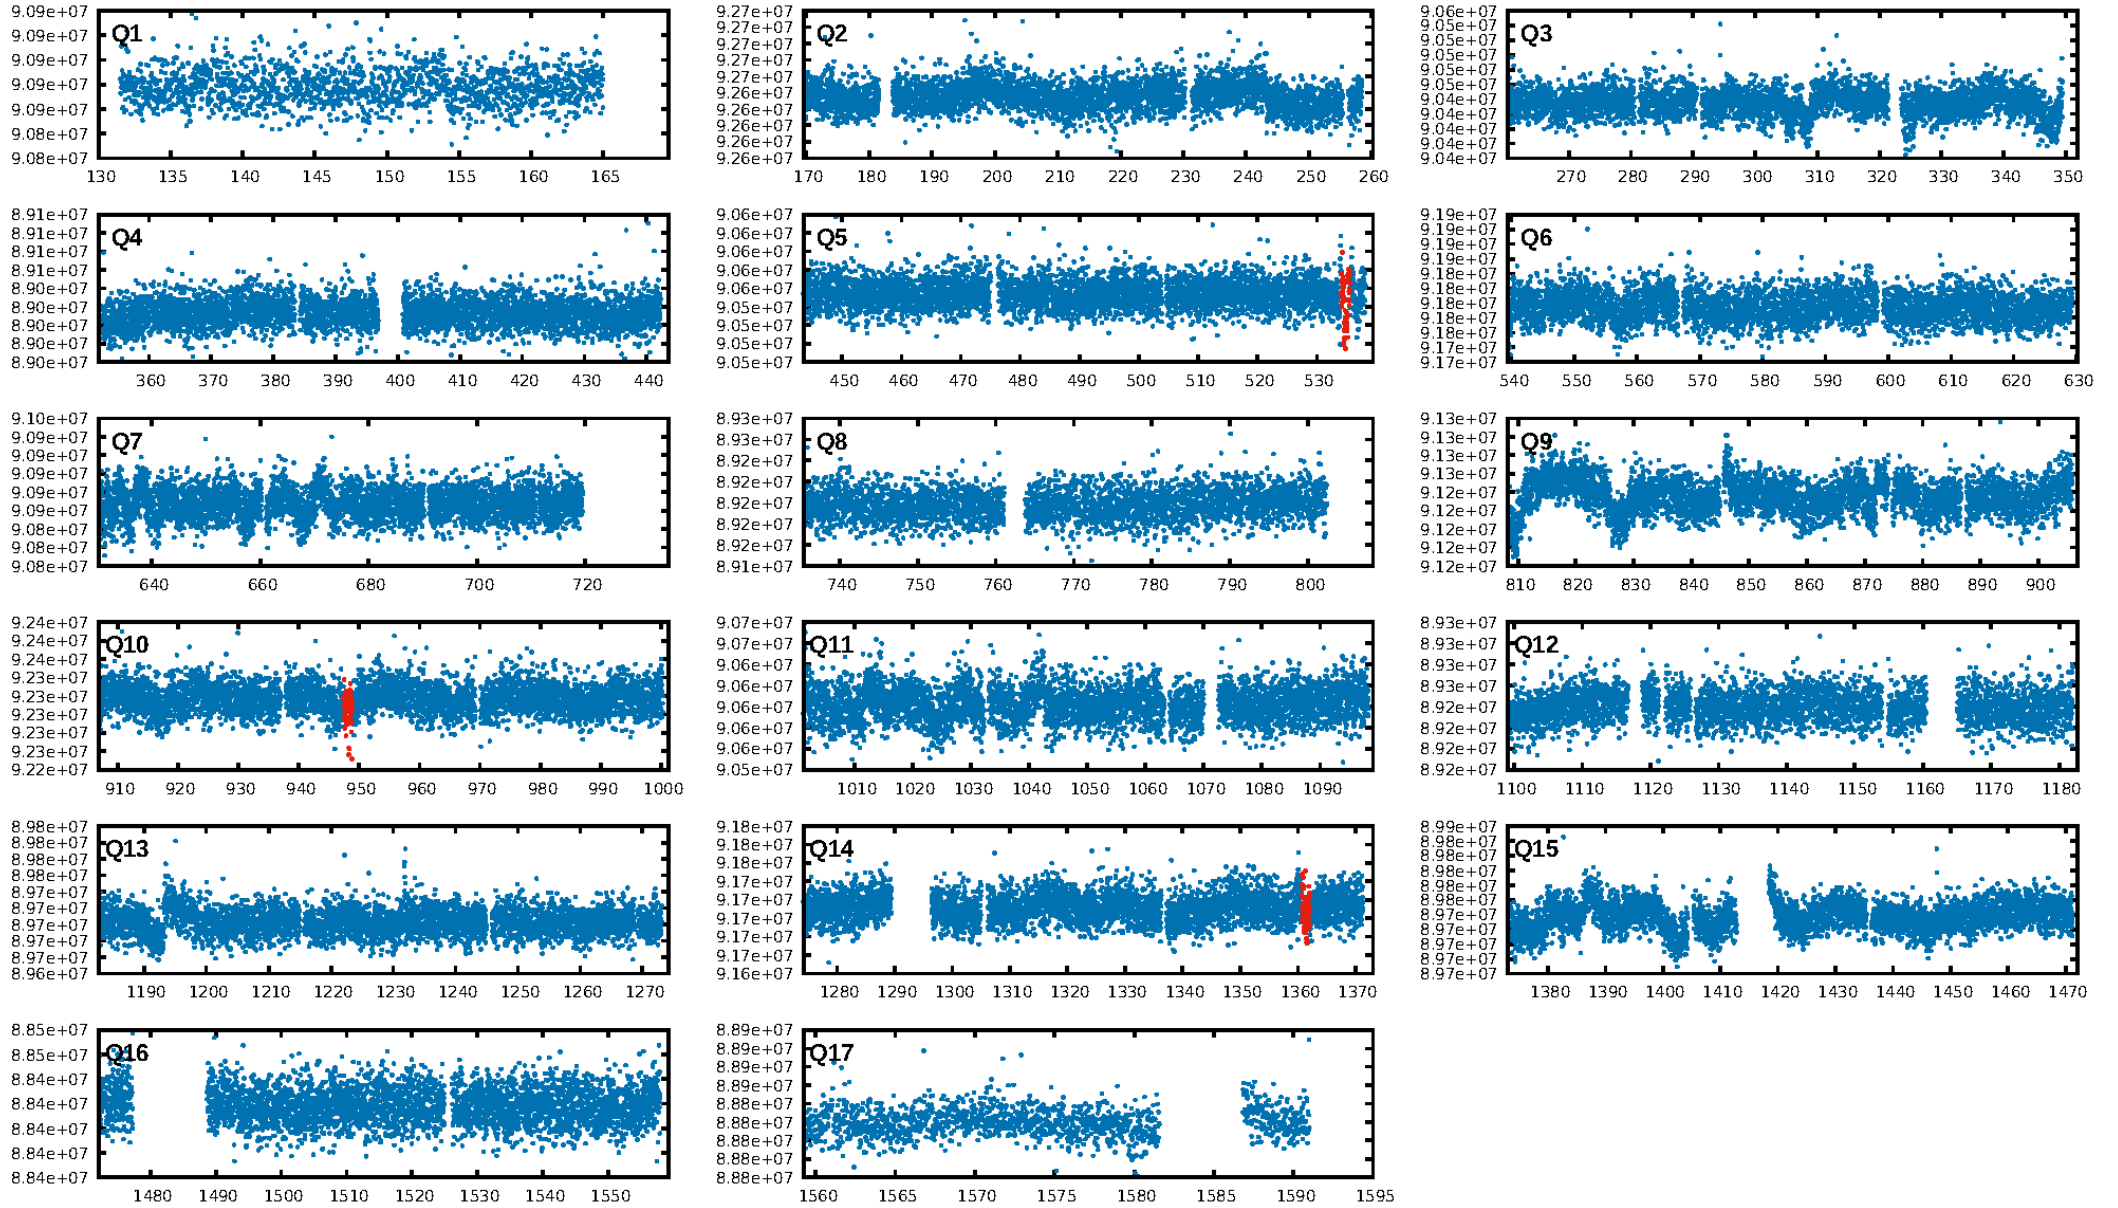 9.09e+07 9.09e+07 9.09e+07 9.09e+07 9.09e+07 9.08e+07 9.08e+07
Q1
130 135 140 145 150 155 160 165
9.27e+07 9.27e+07 9.27e+07 9.27e+07 9.27e+07 9.26e+07 9.26e+07 9.26e+07 9.26e+07 9.26e+07
Q2
170 180 190 200 210 220 230 240 250 260
9.06e+07 9.05e+07 9.05e+07 9.05e+07 9.05e+07 9.05e+07 9.04e+07 9.04e+07 9.04e+07 9.04e+07 9.04e+07
Q3
270 280 290 300 310 320 330 340 350
8.91e+07 8.91e+07 8.91e+07 8.91e+07 8.90e+07 8.90e+07 8.90e+07 8.90e+07 8.90e+07
Q4
360 370 380 390 400 410 420 430 440
9.06e+07 9.06e+07 9.06e+07 9.06e+07 9.06e+07 9.05e+07 9.05e+07 9.05e+07 9.05e+07
Q5
450 460 470 480 490 500 510 520 530
9.19e+07 9.19e+07 9.19e+07 9.18e+07 9.18e+07 9.18e+07 9.18e+07 9.18e+07 9.17e+07 9.17e+07
Q6
540 550 560 570 580 590 600 610 620 630
9.10e+07 9.09e+07 9.09e+07 9.09e+07 9.09e+07 9.09e+07 9.08e+07 9.08e+07 9.08e+07
Q7
640 660 680 700 720
8.93e+07 8.93e+07 8.92e+07 8.92e+07 8.92e+07 8.92e+07 8.92e+07 8.91e+07
Q8
740 750 760 770 780 790 800
9.13e+07 9.13e+07 9.13e+07 9.13e+07 9.12e+07 9.12e+07 9.12e+07 9.12e+07 9.12e+07
Q9
810 820 830 840 850 860 870 880 890 900
9.24e+07 9.24e+07 9.24e+07 9.23e+07 9.23e+07 9.23e+07 9.23e+07 9.23e+07 9.22e+07
Q10
910 920 930 940 950 960 970 980 990 1000
9.07e+07 9.07e+07 9.06e+07 9.06e+07 9.06e+07 9.06e+07 9.06e+07 9.05e+07
Q11
1010 1020 1030 1040 1050 1060 1070 1080 1090
8.93e+07 8.93e+07 8.93e+07 8.93e+07 8.92e+07 8.92e+07 8.92e+07 8.92e+07
Q12
1100 1110 1120 1130 1140 1150 1160 1170 1180
8.98e+07 8.98e+07 8.98e+07 8.97e+07 8.97e+07 8.97e+07 8.97e+07 8.97e+07 8.97e+07 8.96e+07
Q13
1190 1200 1210 1220 1230 1240 1250 1260 1270
9.18e+07 9.18e+07 9.18e+07 9.17e+07 9.17e+07 9.17e+07 9.17e+07 9.17e+07 9.16e+07
Q14
1280 1290 1300 1310 1320 1330 1340 1350 1360 1370
8.99e+07 8.98e+07 8.98e+07 8.98e+07 8.98e+07 8.98e+07 8.97e+07 8.97e+07 8.97e+07 8.97e+07 8.97e+07
Q15
1380 1390 1400 1410 1420 1430 1440 1450 1460 1470
8.85e+07 8.85e+07 8.84e+07 8.84e+07 8.84e+07 8.84e+07 8.84e+07
Q16
1480 1490 1500 1510 1520 1530 1540 1550
8.89e+07 8.89e+07 8.89e+07 8.89e+07 8.88e+07 8.88e+07 8.88e+07 8.88e+07 8.88e+07
Q17
1560 1565 1570 1575 1580 1585 1590 1595